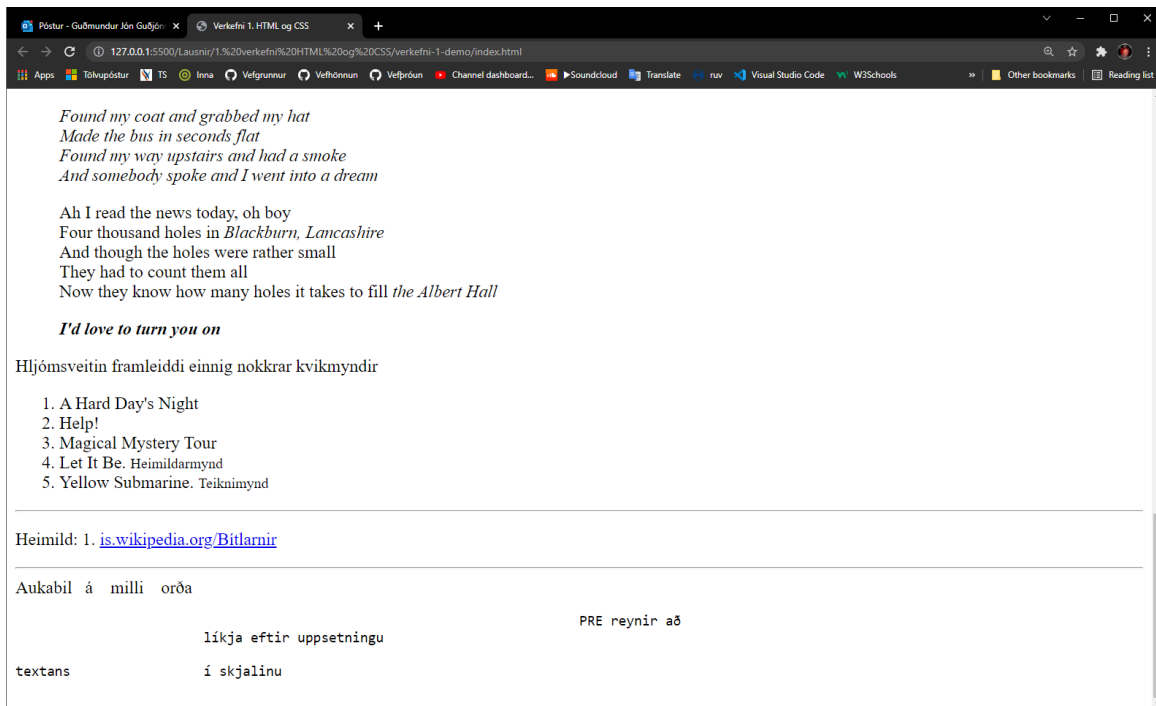 Póstur - Guðmundur Jón Guðjón
Verkefni 1. HTML og CSS
127.0.0.1:5500/Lausnir/1.%20verkefni%20HTML%20og%20CSS/verkefni-1-demo/index.html
Apps Tölvupóstur TS Inna Vefgrunnur Vefhönnun Vefþróun Channel dashboard... ▶Soundcloud Translate ruv Visual Studio Code W3Schools » Other bookmarks Reading list
Found my coat and grabbed my hat
Made the bus in seconds flat
Found my way upstairs and had a smoke
And somebody spoke and I went into a dream
Ah I read the news today, oh boy
Four thousand holes in Blackburn, Lancashire
And though the holes were rather small
They had to count them all
Now they know how many holes it takes to fill the Albert Hall
I'd love to turn you on
Hljómsveitin framleiddi einnig nokkrar kvikmyndir
1. A Hard Day's Night
2. Help!
3. Magical Mystery Tour
4. Let It Be. Heimildarmynd
5. Yellow Submarine. Teiknimynd
Heimild: 1. is.wikipedia.org/Bítlarnir
Aukabil á milli orða
PRE reynir að
líkja eftir uppsetningu
textans í skjalinu